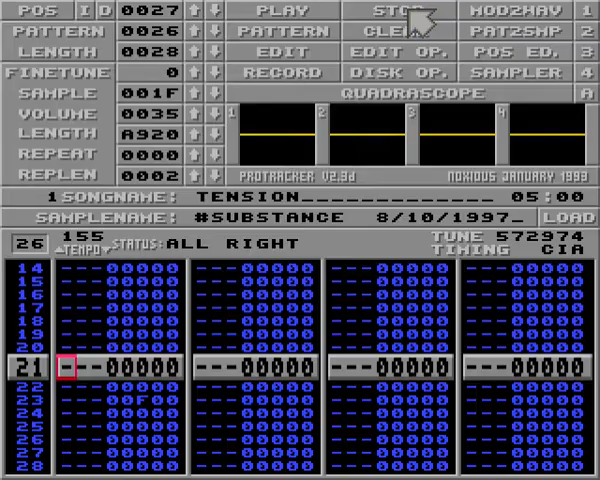 POS I D 0027 PLAY STOP MOD2WAV 1
PATTERN 0026 PATTERN CLEAR PAT2SMP 2
LENGTH 0028 EDIT EDIT OP. POS ED. 3
FINETUNE 0 RECORD DISK OP. SAMPLER 4
SAMPLE 001F QUADRASCOPE A
VOLUME 0035 1 2 3 4
LENGTH A920
REPEAT 0000
REPLEN 0002 PROTRACKER V2.3d NOXIOUS JANUARY 1993
1 SONGNAME: TENSION_____________ 05:00
SAMPLENAME: #SUBSTANCE 8/10/1997_ LOAD
26 155 TEMPO STATUS: ALL RIGHT TUNE 572974
TIMING CIA
14 ---00000 ---00000 ---00000 ---00000
15 ---00000 ---00000 ---00000 ---00000
16 ---00000 ---00000 ---00000 ---00000
17 ---00000 ---00000 ---00000 ---00000
18 ---00000 ---00000 ---00000 ---00000
19 ---00000 ---00000 ---00000 ---00000
20 ---00000 ---00000 ---00000 ---00000
21 ---00000 ---00000 ---00000 ---00000
22 ---00000 ---00000 ---00000 ---00000
23 ---00F00 ---00000 ---00000 ---00000
24 ---00000 ---00000 ---00000 ---00000
25 ---00000 ---00000 ---00000 ---00000
26 ---00000 ---00000 ---00000 ---00000
27 ---00000 ---00000 ---00000 ---00000
28 ---00000 ---00000 ---00000 ---00000